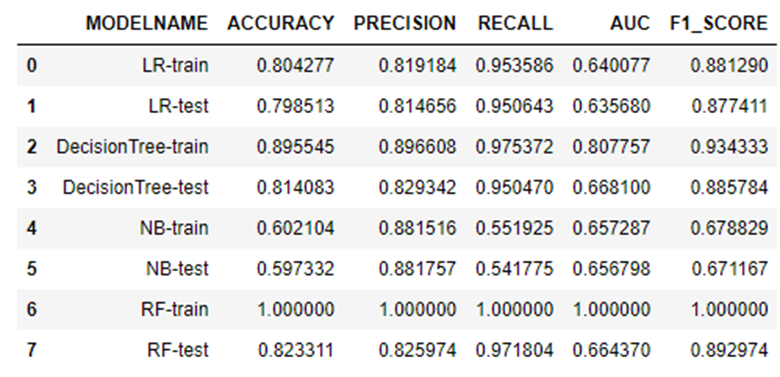 MODELNAME ACCURACY PRECISION RECALL AUC F1_SCORE
0 LR-train 0.804277 0.819184 0.953586 0.640077 0.881290
1 LR-test 0.798513 0.814656 0.950643 0.635680 0.877411
2 DecisionTree-train 0.895545 0.896608 0.975372 0.807757 0.934333
3 DecisionTree-test 0.814083 0.829342 0.950470 0.668100 0.885784
4 NB-train 0.602104 0.881516 0.551925 0.657287 0.678829
5 NB-test 0.597332 0.881757 0.541775 0.656798 0.671167
6 RF-train 1.000000 1.000000 1.000000 1.000000 1.000000
7 RF-test 0.823311 0.825974 0.971804 0.664370 0.892974